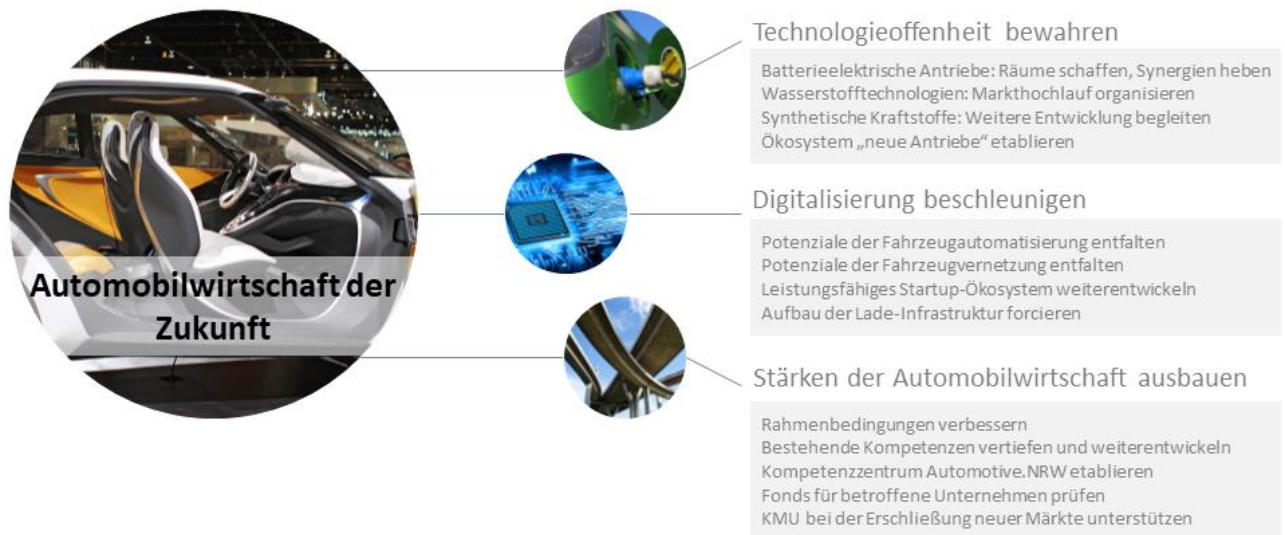 Technologieoffenheit bewahren
Batterieelektrische Antriebe: Räume schaffen, Synergien heben
Wasserstofftechnologien: Markthochlauf organisieren
Synthetische Kraftstoffe: Weitere Entwicklung begleiten
Ökosystem „neue Antriebe“ etablieren
Digitalisierung beschleunigen
Potenziale der Fahrzeugautomatisierung entfalten
Potenziale der Fahrzeugvernetzung entfalten
Leistungsfähiges Startup-Ökosystem weiterentwickeln
Aufbau der Lade-Infrastruktur forcieren
Automobilwirtschaft der
Zukunft
Stärken der Automobilwirtschaft ausbauen
Rahmenbedingungen verbessern
Bestehende Kompetenzen vertiefen und weiterentwickeln
Kompetenzzentrum Automotive.NRW etablieren
Fonds für betroffene Unternehmen prüfen
KMU bei der Erschließung neuer Märkte unterstützen